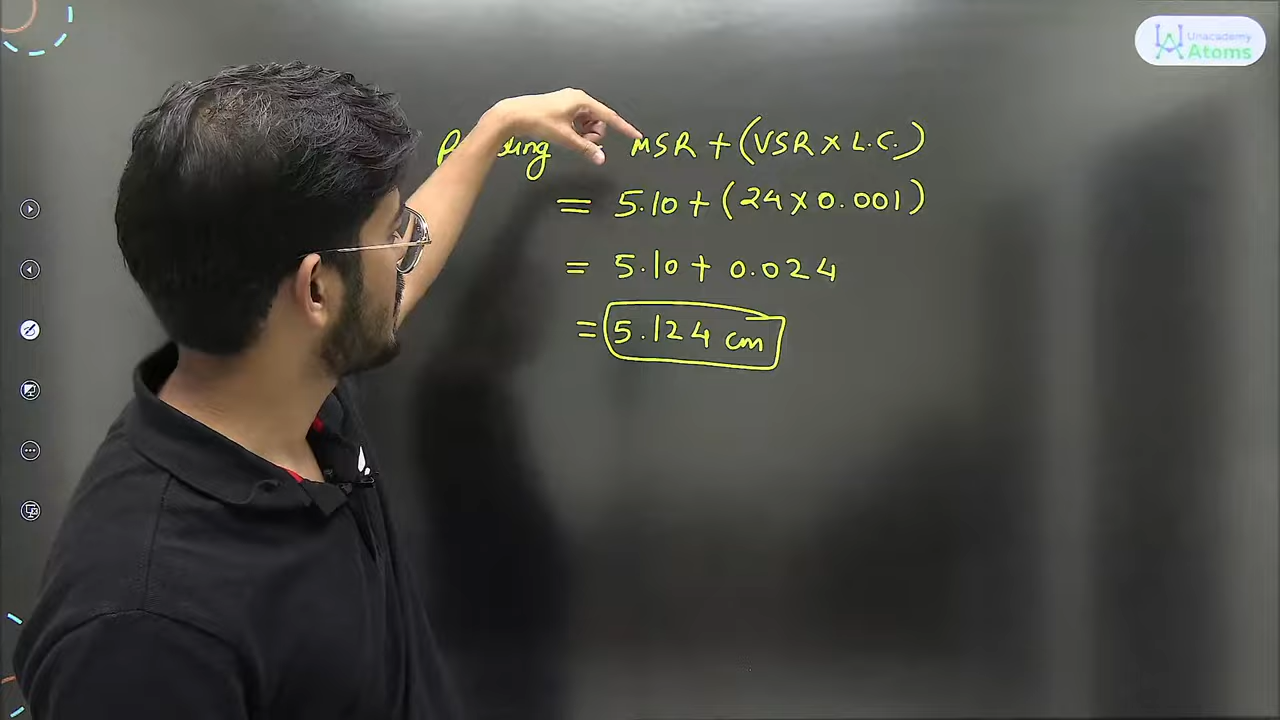 Unacademy
Atoms
MSR + (VSR × L.C.)
= 5.10 + (24 × 0.001)
= 5.10 + 0.024
= 5.124 cm